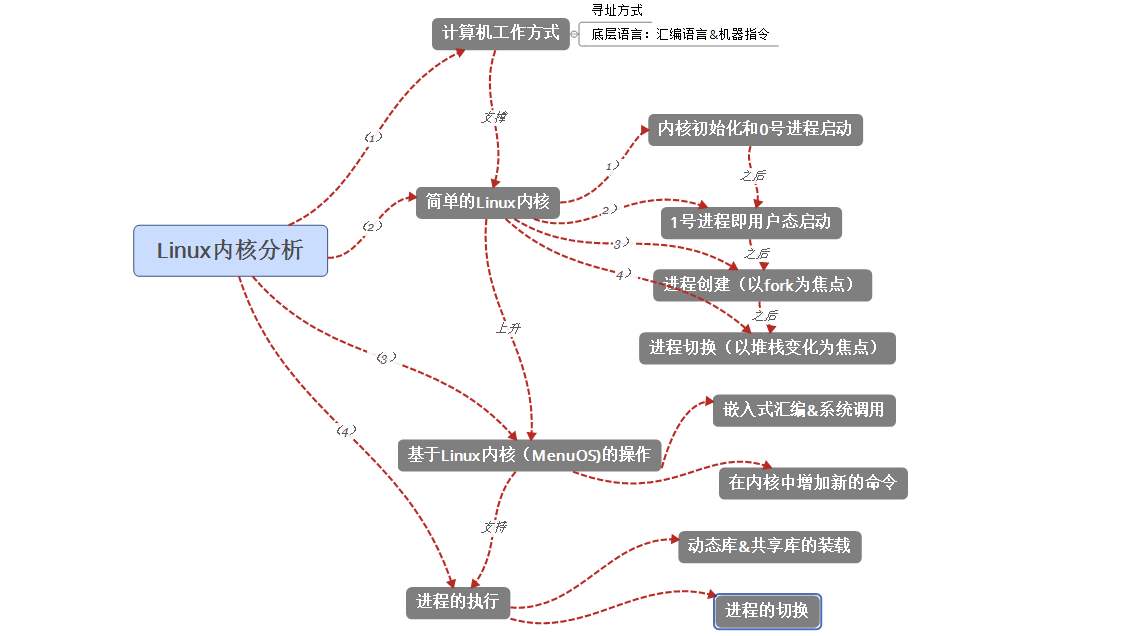 寻址方式
计算机工作方式
底层语言：汇编语言&机器指令
（1）
支撑
内核初始化和0号进程启动
1）
之后
简单的Linux内核
2）
1号进程即用户态启动
（2）
3）
之后
Linux内核分析
4）
进程创建（以fork为焦点）
之后
上升
进程切换（以堆栈变化为焦点）
（3）
嵌入式汇编&系统调用
（4）
基于Linux内核（MenuOS)的操作
在内核中增加新的命令
支持
动态库&共享库的装载
进程的执行
进程的切换